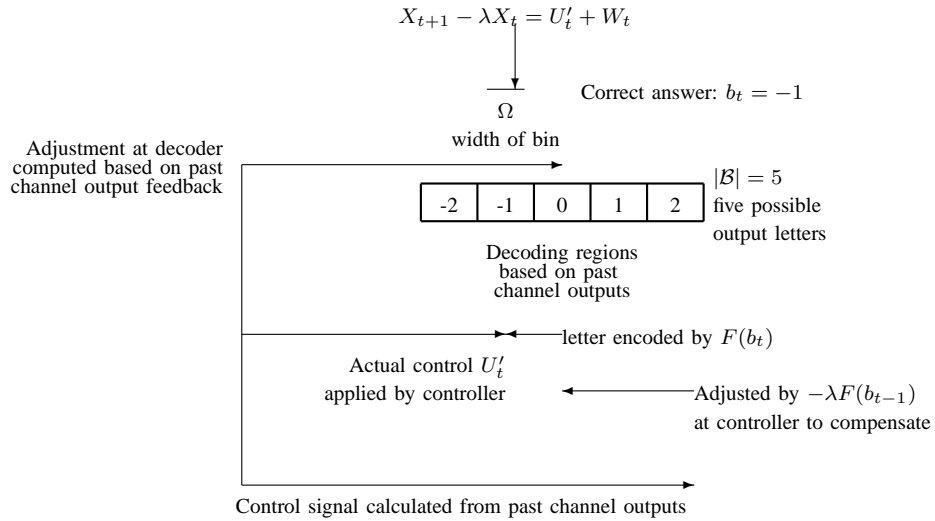 X_{t+1} − λX_t = U′_t + W_t
Ω
width of bin
Correct answer: b_t = −1
Adjustment at decoder
computed based on past
channel output feedback
-2 -1 0 1 2
|𝓑| = 5
five possible
output letters
Decoding regions
based on past
channel outputs
letter encoded by F(b_t)
Actual control U′_t
applied by controller
Adjusted by −λF(b_{t−1})
at controller to compensate
Control signal calculated from past channel outputs